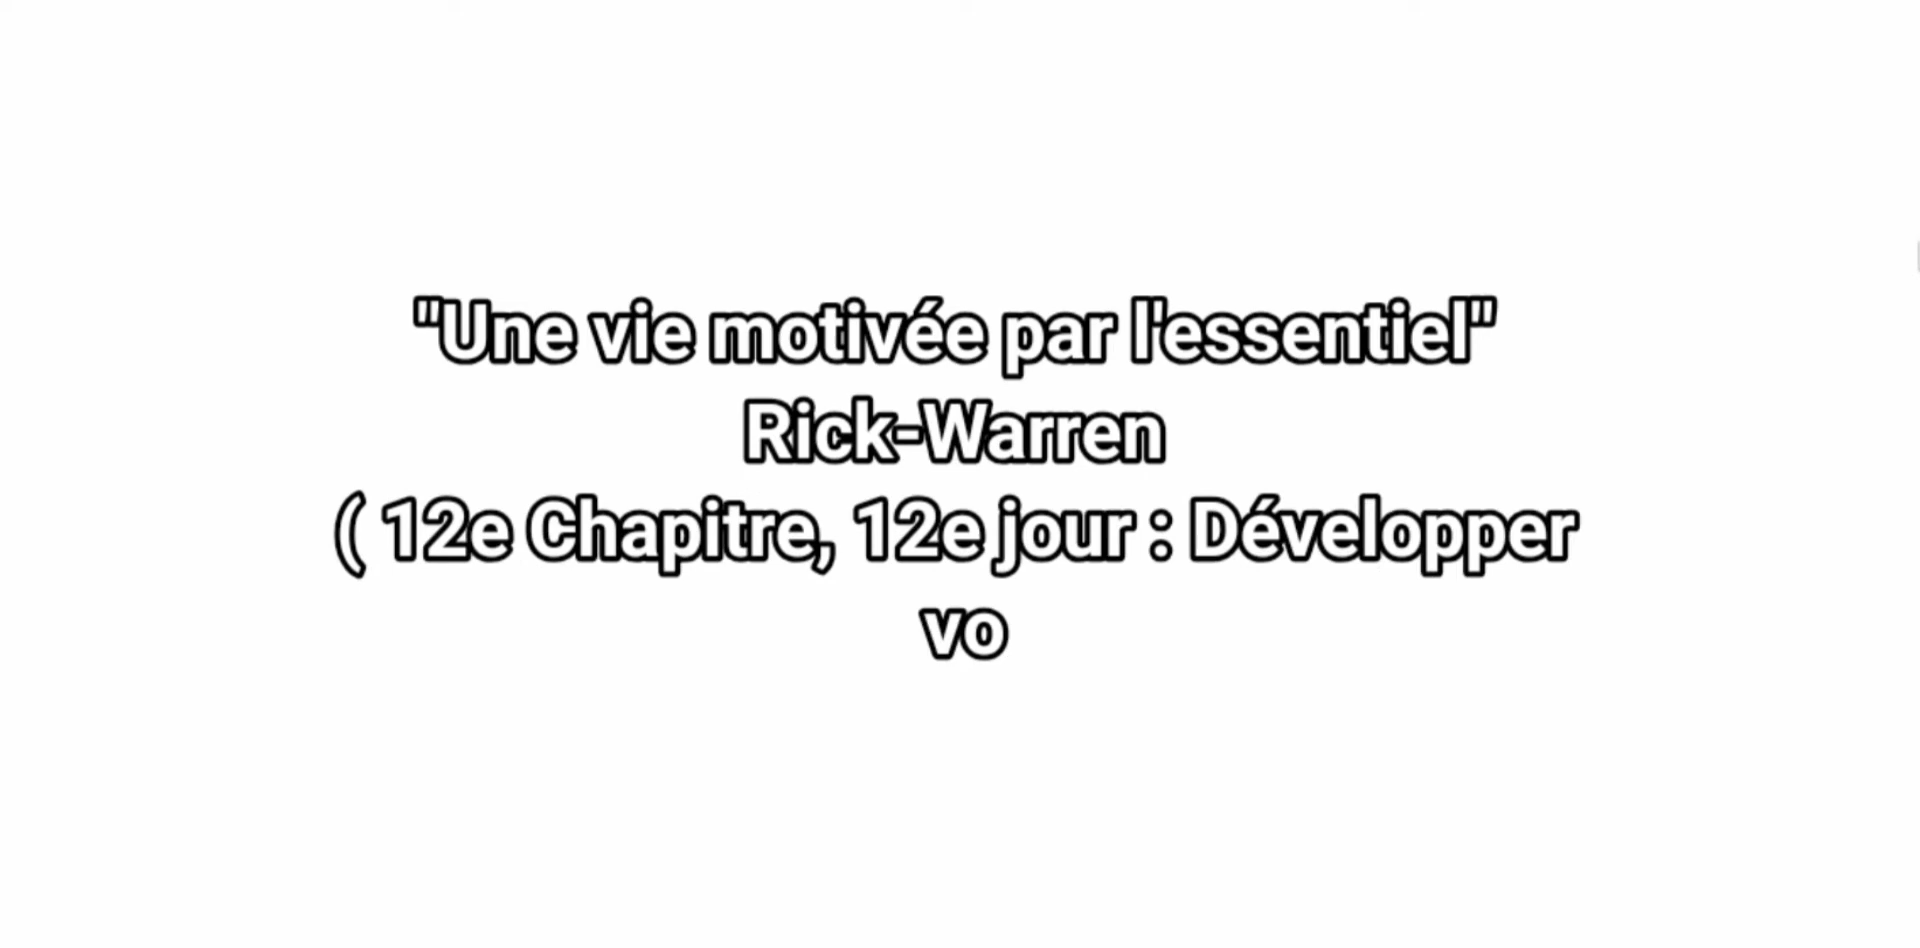 "Une vie motivée par l'essentiel"
Rick-Warren
( 12e Chapitre, 12e jour : Développer
vo